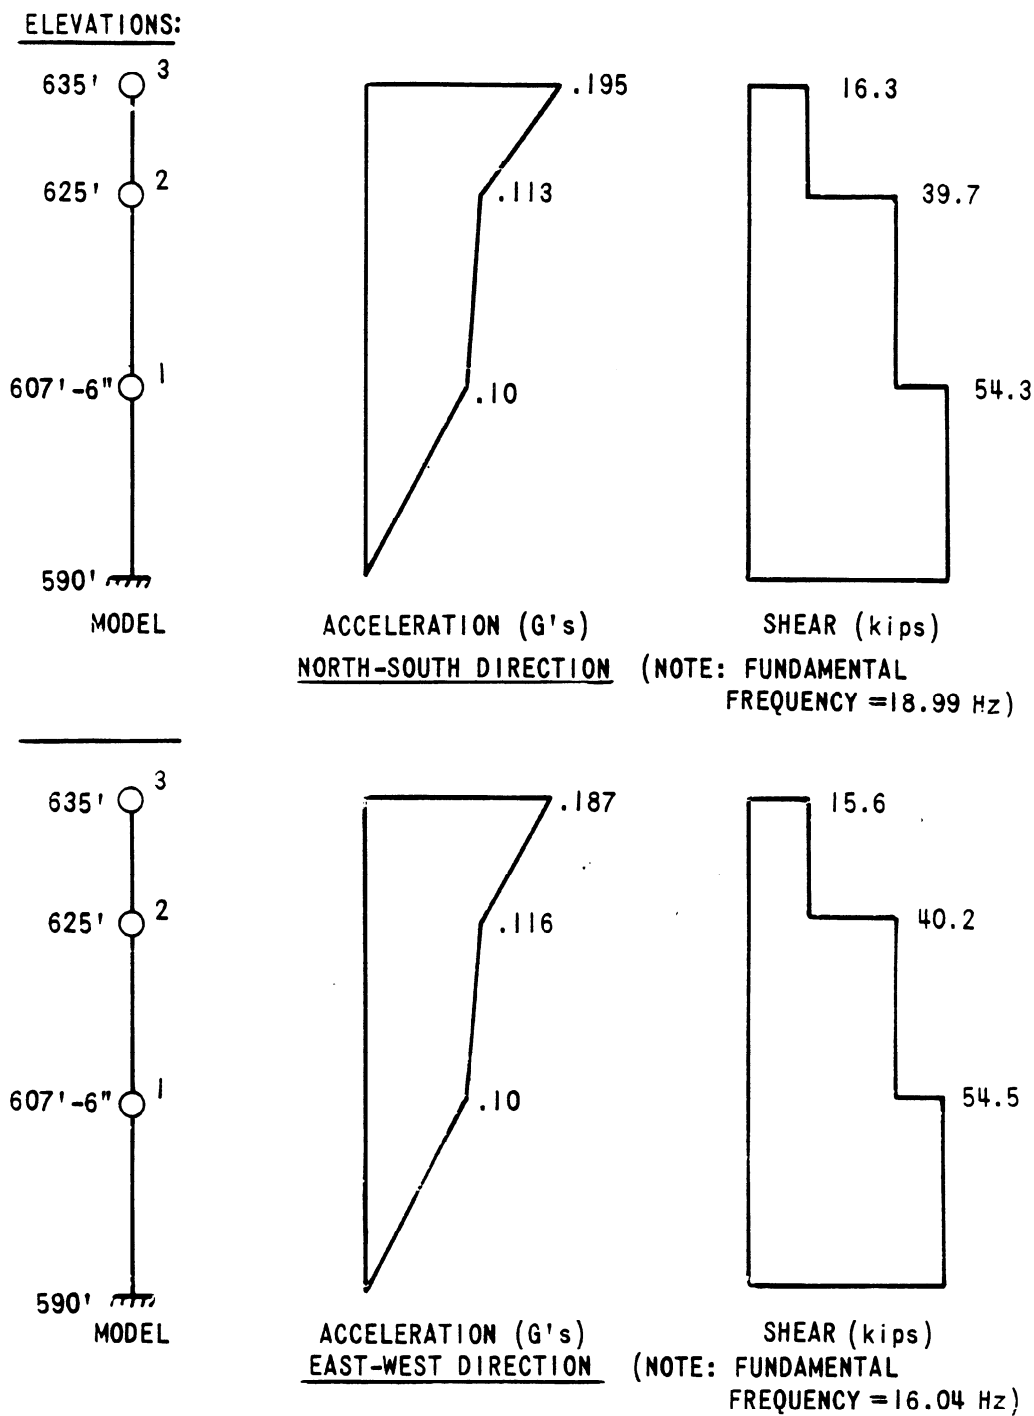 ELEVATIONS:
635' 3 .195 16.3
625' 2 .113 39.7
607'-6" 1 .10 54.3
590'
MODEL ACCELERATION (G's) SHEAR (kips)
NORTH-SOUTH DIRECTION (NOTE: FUNDAMENTAL
FREQUENCY = 18.99 Hz)
635' 3 .187 15.6
625' 2 .116 40.2
607'-6" 1 .10 54.5
590'
MODEL ACCELERATION (G's) SHEAR (kips)
EAST-WEST DIRECTION (NOTE: FUNDAMENTAL
FREQUENCY = 16.04 Hz)